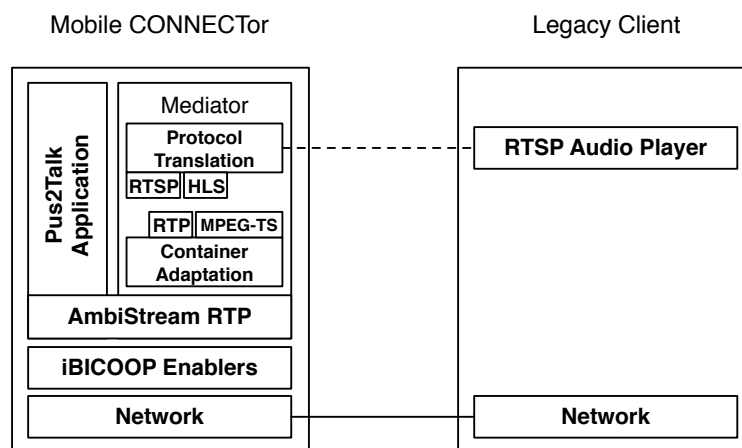 Mobile CONNECTor
Legacy Client
Pus2Talk
Application
Mediator
Protocol
Translation
RTSP
HLS
RTP
MPEG-TS
Container
Adaptation
AmbiStream RTP
iBICOOP Enablers
Network
RTSP Audio Player
Network